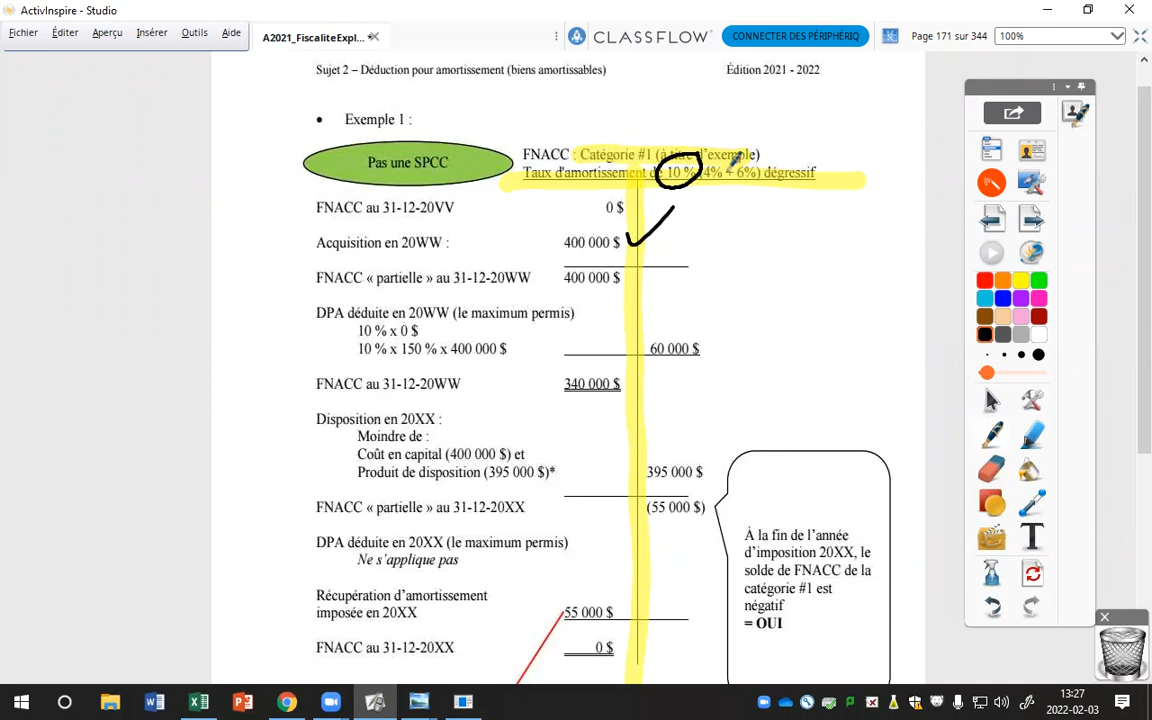 ActivInspire - Studio
Fichier Éditer Aperçu Insérer Outils Aide
A2021_FiscaliteExpl...
CLASSFLOW
CONNECTER DES PÉRIPHÉRIQ
Page 171 sur 344
100%
Sujet 2 – Déduction pour amortissement (biens amortissables) Édition 2021 - 2022
• Exemple 1 :
Pas une SPCC
FNACC : Catégorie #1 (à titre d'exemple)
Taux d'amortissement de 10 % (4% + 6%) dégressif
FNACC au 31-12-20VV 0 $
Acquisition en 20WW : 400 000 $
FNACC « partielle » au 31-12-20WW 400 000 $
DPA déduite en 20WW (le maximum permis)
10 % x 0 $
10 % x 150 % x 400 000 $ 60 000 $
FNACC au 31-12-20WW 340 000 $
Disposition en 20XX :
Moindre de :
Coût en capital (400 000 $) et
Produit de disposition (395 000 $)* 395 000 $
FNACC « partielle » au 31-12-20XX (55 000 $)
DPA déduite en 20XX (le maximum permis)
Ne s'applique pas
Récupération d'amortissement
imposée en 20XX 55 000 $
FNACC au 31-12-20XX 0 $
À la fin de l'année
d'imposition 20XX, le
solde de FNACC de la
catégorie #1 est
négatif
= OUI
13:27
2022-02-03